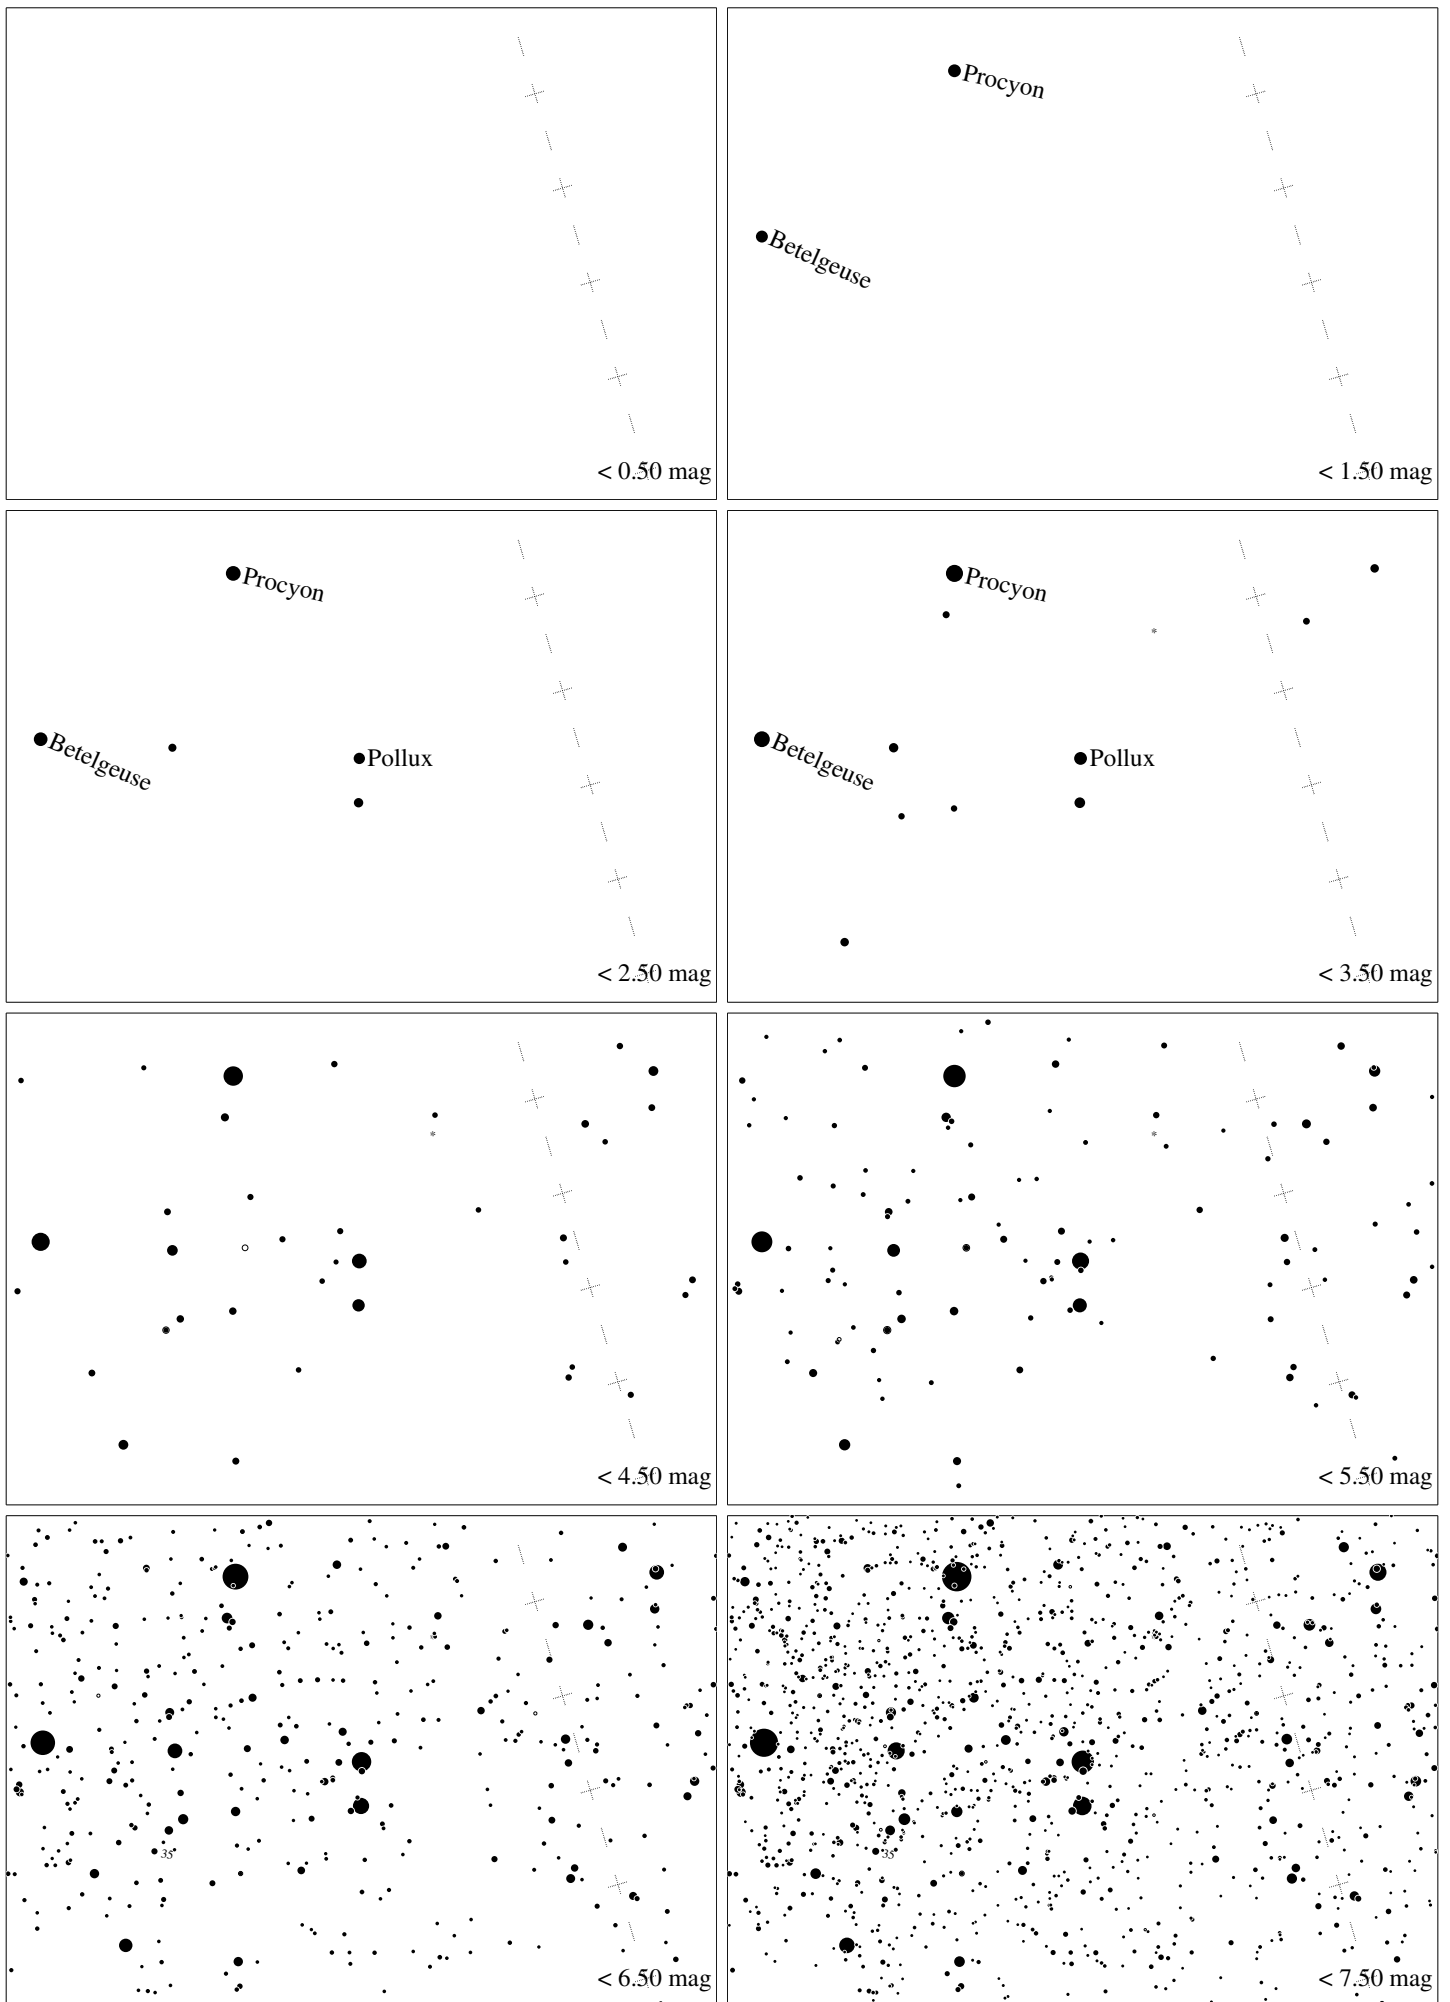 < 0.50 mag
Procyon
Betelgeuse
< 1.50 mag
Procyon
Betelgeuse
Pollux
< 2.50 mag
Procyon
Betelgeuse
Pollux
< 3.50 mag
< 4.50 mag
< 5.50 mag
35
< 6.50 mag
35
< 7.50 mag